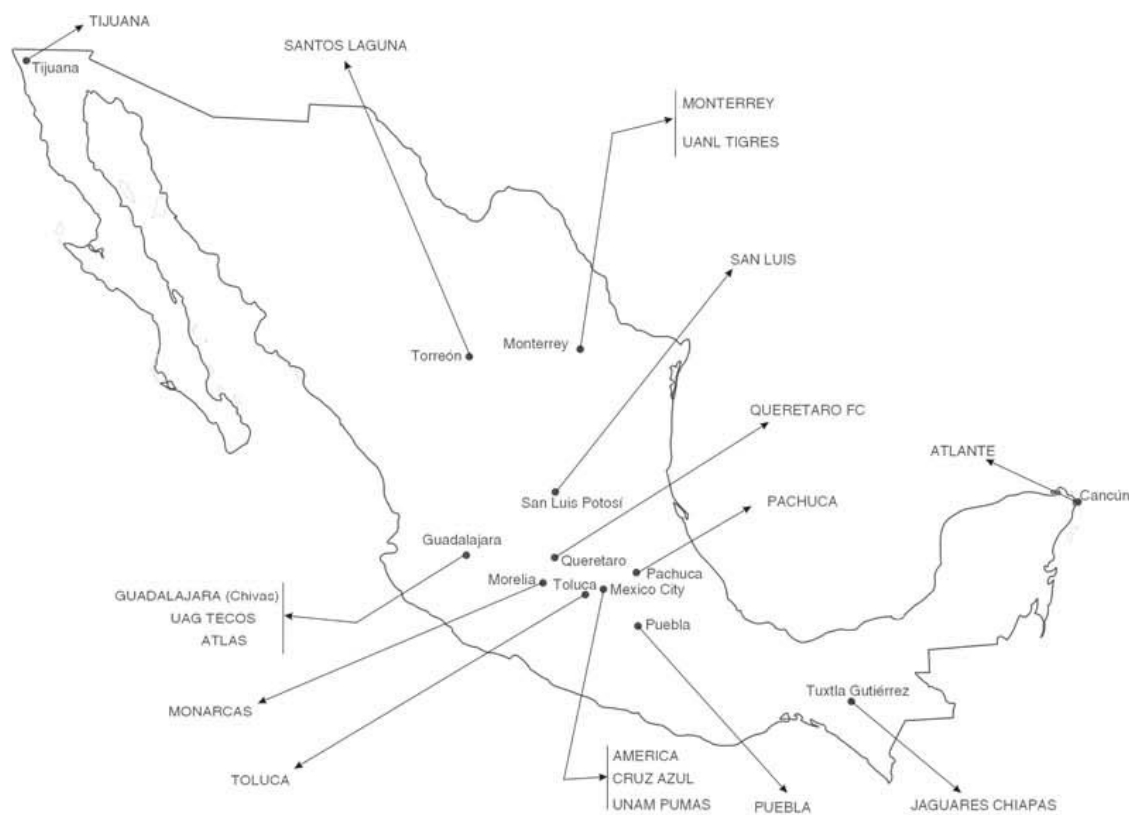 TIJUANA
Tijuana
SANTOS LAGUNA
MONTERREY
UANL TIGRES
SAN LUIS
Torreón
Monterrey
QUERETARO FC
ATLANTE
San Luis Potosí
PACHUCA
Cancún
Guadalajara
Queretaro
Pachuca
Morelia
Toluca
Mexico City
GUADALAJARA (Chivas)
UAG TECOS
ATLAS
Puebla
Tuxtla Gutiérrez
MONARCAS
TOLUCA
AMERICA
CRUZ AZUL
UNAM PUMAS
PUEBLA
JAGUARES CHIAPAS